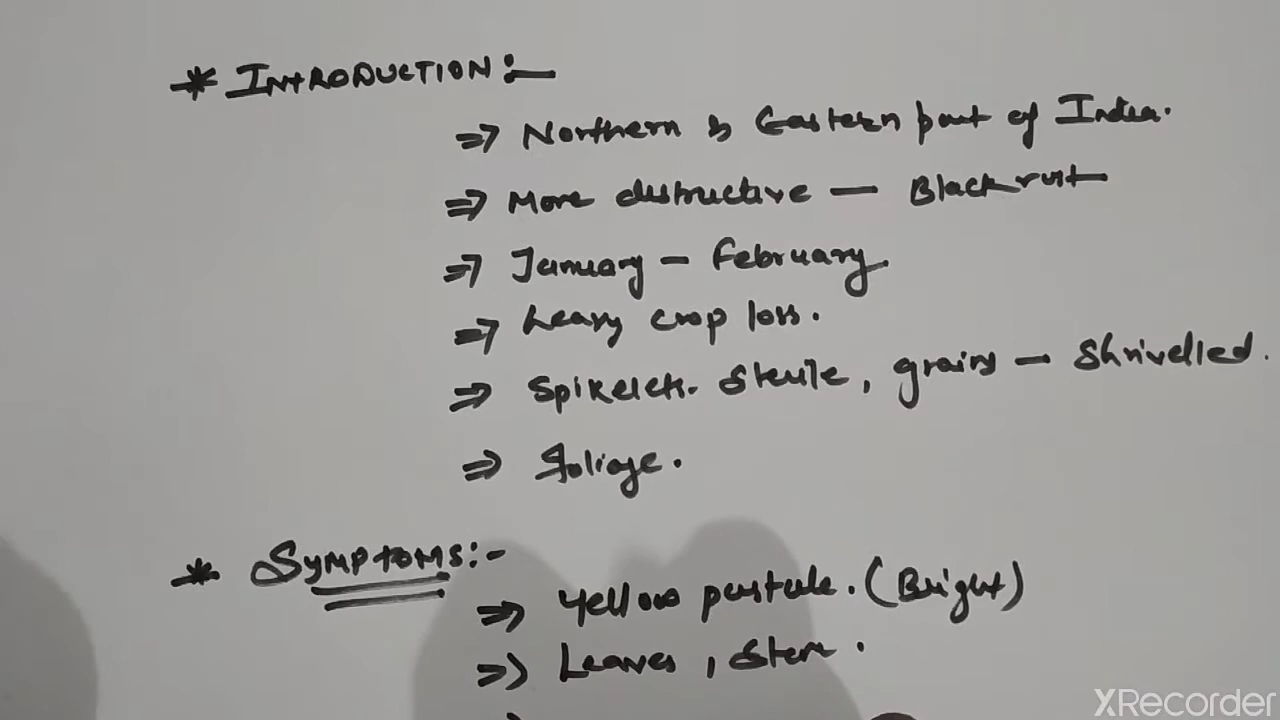 * INTRODUCTION :-
⇒ Northern & Eastern part of India.
⇒ More destructive — Black rust
⇒ January - February.
⇒ Heavy crop loss.
⇒ Spikelets. Sterile, grains — Shrivelled.
⇒ Foliage.
* SYMPTOMS:-
⇒ Yellow pustule. (Bright)
⇒ Leaves, Stem.
XRecorder